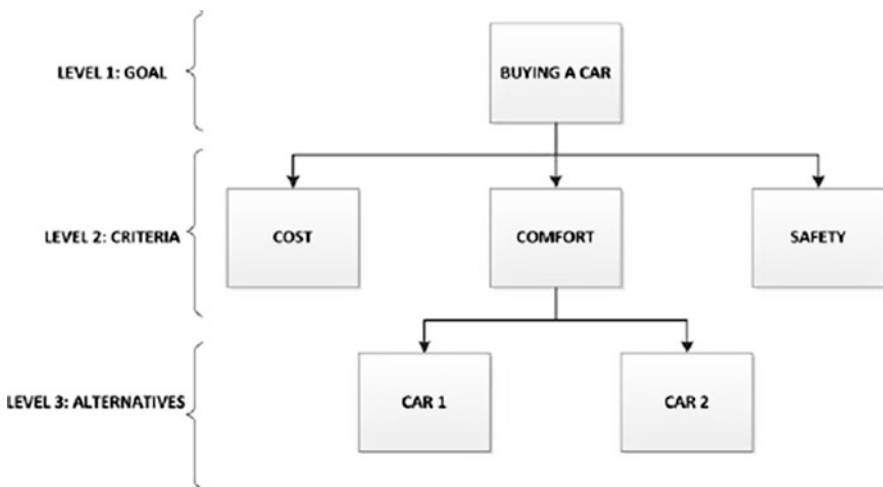 LEVEL 1: GOAL
BUYING A CAR
LEVEL 2: CRITERIA
COST
COMFORT
SAFETY
LEVEL 3: ALTERNATIVES
CAR 1
CAR 2